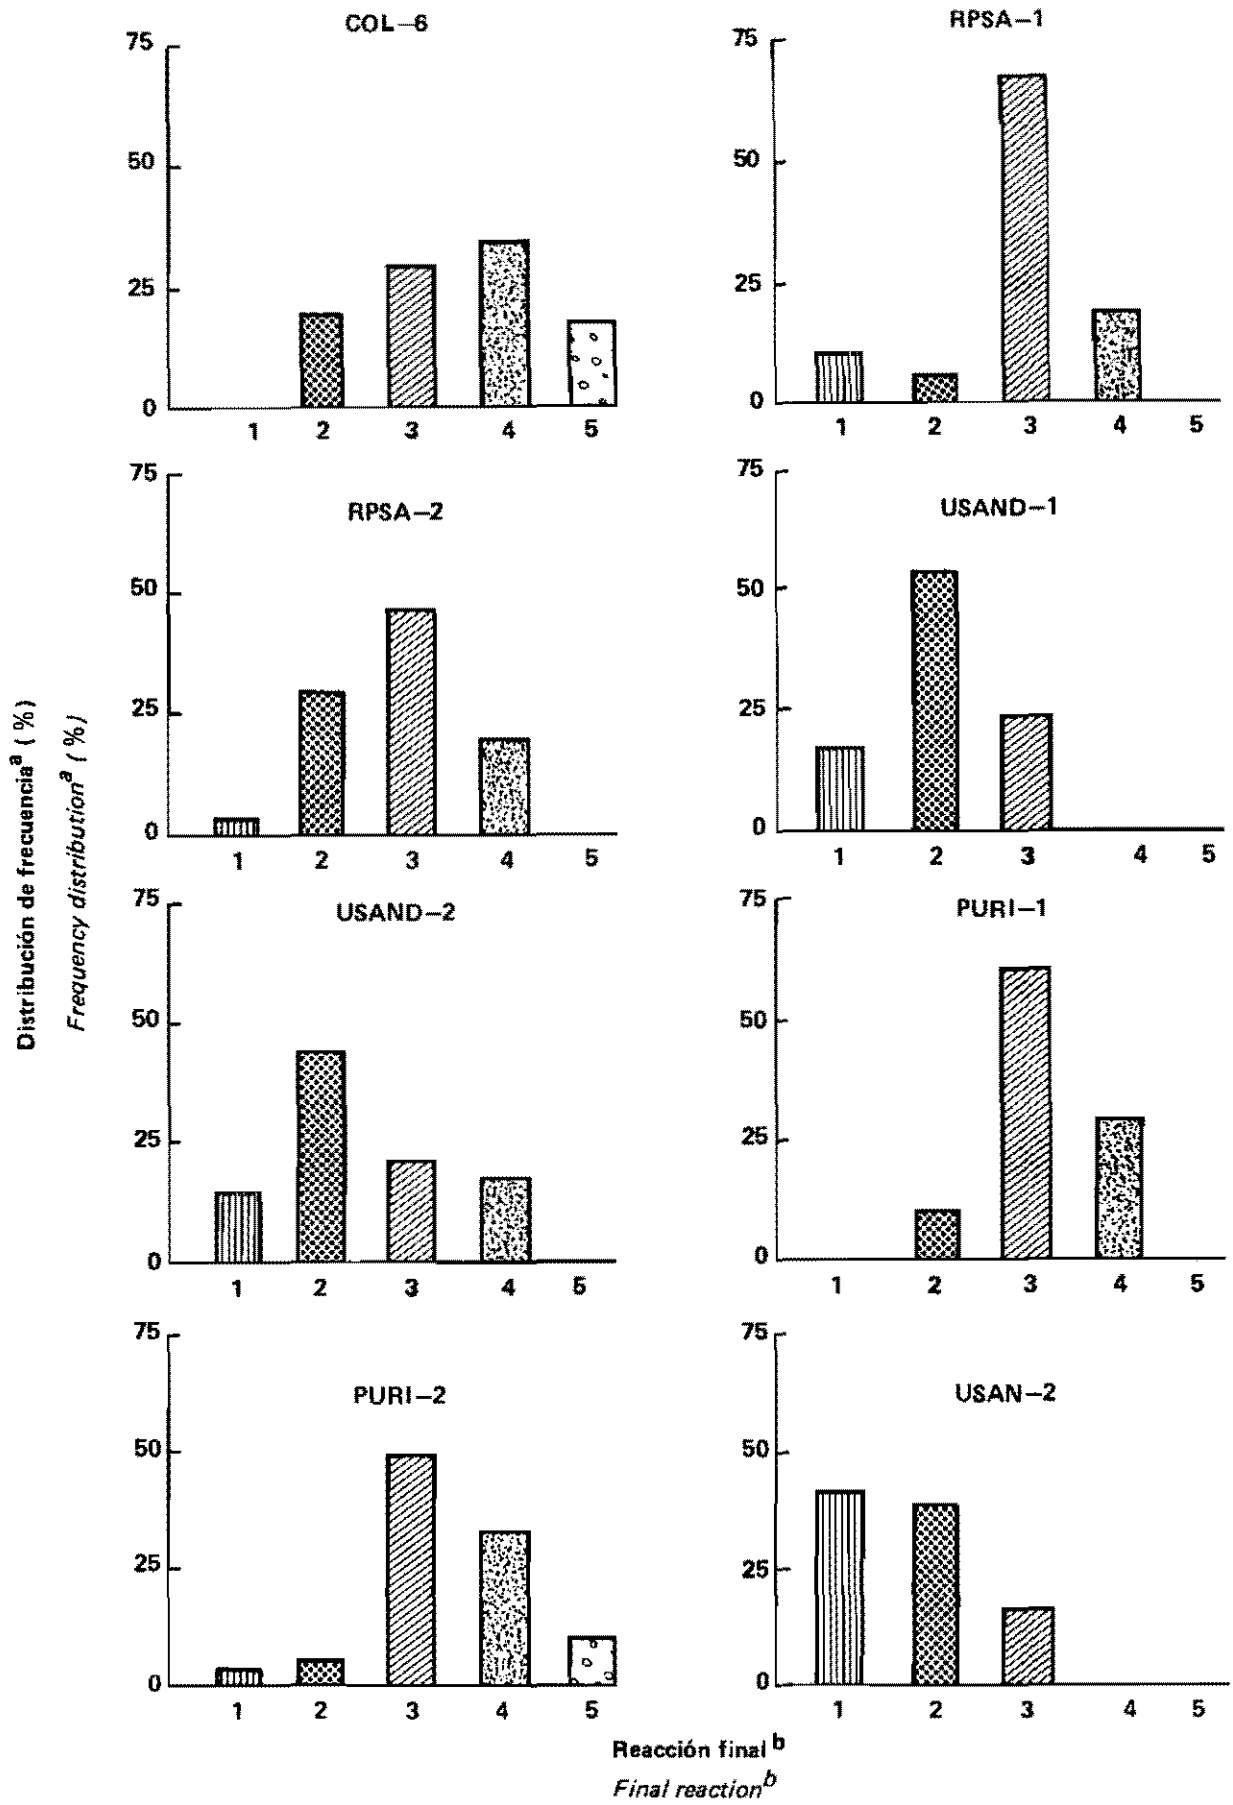 COL-6
75
50
25
0
1 2 3 4 5
RPSA-1
75
50
25
0
1 2 3 4 5
RPSA-2
75
50
25
0
1 2 3 4 5
USAND-1
75
50
25
0
1 2 3 4 5
Distribución de frecuencia^a (%)
Frequency distribution^a (%)
USAND-2
75
50
25
0
1 2 3 4 5
PURI-1
75
50
25
0
1 2 3 4 5
PURI-2
75
50
25
0
1 2 3 4 5
USAN-2
75
50
25
0
1 2 3 4 5
Reacción final^b
Final reaction^b